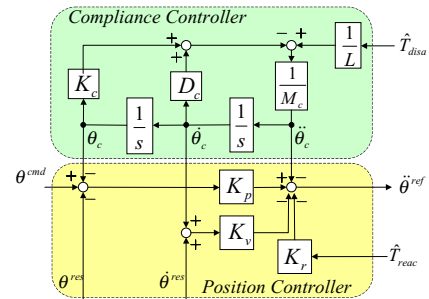 Compliance Controller
+ − + 1/L T̂_disa
+
K_c D_c 1/M_c
1/s 1/s
θ_c θ̇_c θ̈_c
θ^cmd + − K_p + − θ̈^ref
− − −
+ K_v
+
K_r T̂_reac
θ^res θ̇^res Position Controller